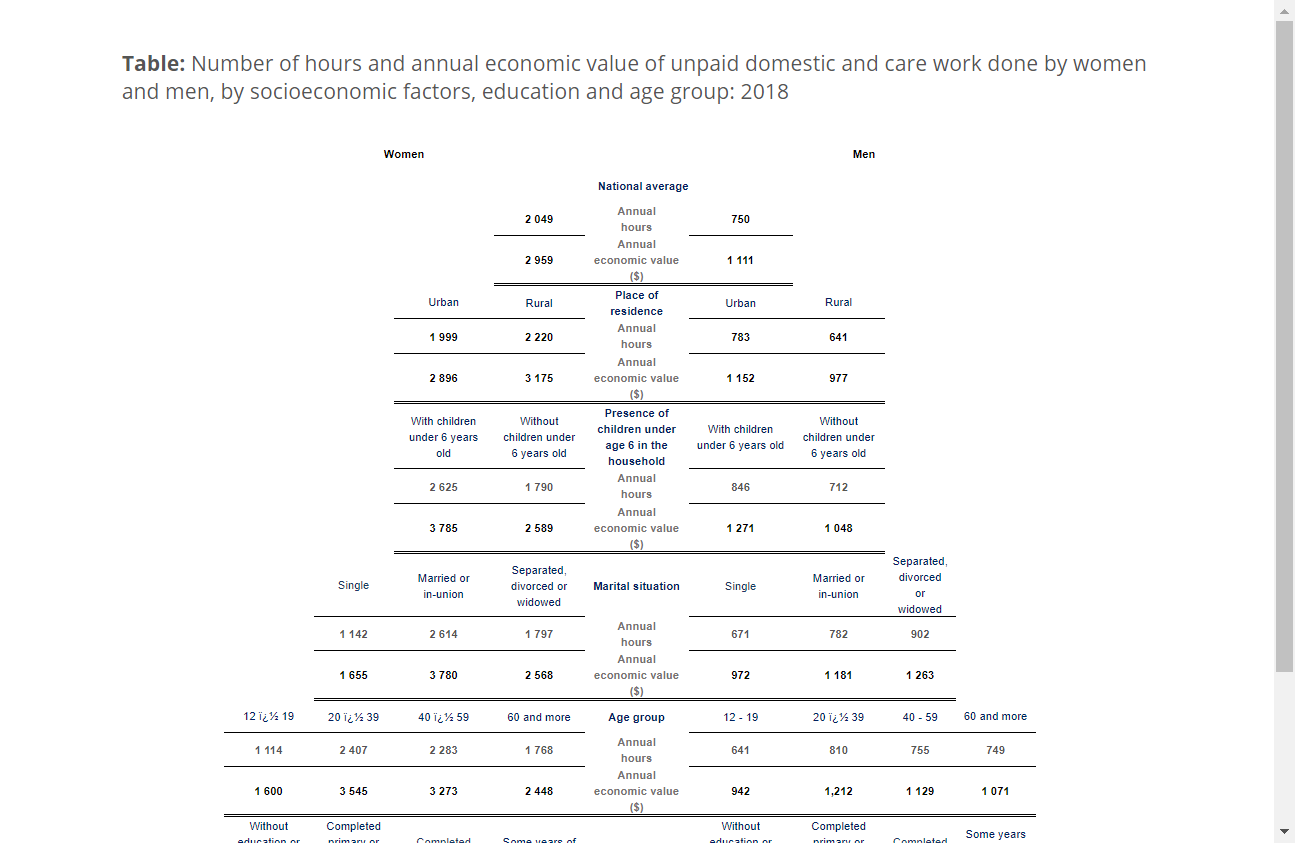 Table: Number of hours and annual economic value of unpaid domestic and care work done by women
and men, by socioeconomic factors, education and age group: 2018
Women Men
National average
2 049 Annual hours 750
2 959 Annual economic value ($) 1 111
Urban Rural Place of residence Urban Rural
1 999 2 220 Annual hours 783 641
2 896 3 175 Annual economic value ($) 1 152 977
With children under 6 years old Without children under 6 years old Presence of children under age 6 in the household With children under 6 years old Without children under 6 years old
2 625 1 790 Annual hours 846 712
3 785 2 589 Annual economic value ($) 1 271 1 048
Single Married or in-union Separated, divorced or widowed Marital situation Single Married or in-union Separated, divorced or widowed
1 142 2 614 1 797 Annual hours 671 782 902
1 655 3 780 2 568 Annual economic value ($) 972 1 181 1 263
12 ï¿½ 19 20 ï¿½ 39 40 ï¿½ 59 60 and more Age group 12 - 19 20 ï¿½ 39 40 - 59 60 and more
1 114 2 407 2 283 1 768 Annual hours 641 810 755 749
1 600 3 545 3 273 2 448 Annual economic value ($) 942 1,212 1 129 1 071
Without education or Completed primary or Completed Some years of Without education or Completed primary or Completed Some years